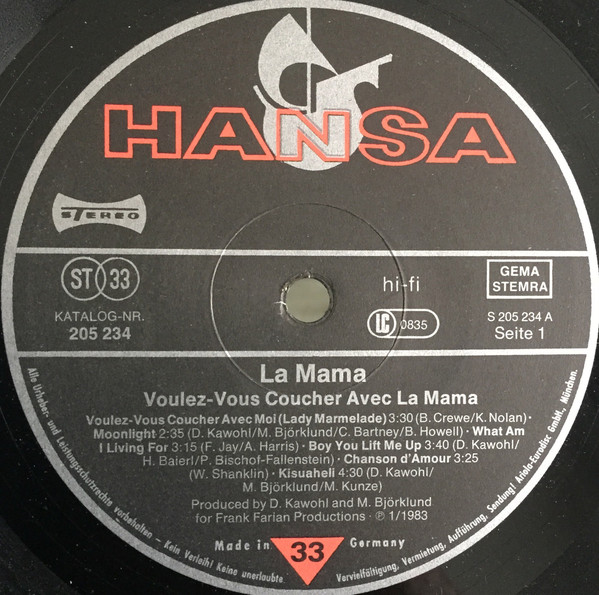 HANSA
STEREO
ST 33
hi-fi
GEMA
STEMRA
KATALOG-NR.
205 234
LC 0835
S 205 234 A
Seite 1
La Mama
Voulez-Vous Coucher Avec La Mama
Voulez-Vous Coucher Avec Moi (Lady Marmelade) 3:30 (B. Crewe/K. Nolan) ·
Moonlight 2:35 (D. Kawohl/M. Björklund/C. Bartney/B. Howell) · What Am
I Living For 3:15 (F. Jay/A. Harris) · Boy You Lift Me Up 3:40 (D. Kawohl/
H. Baierl/P. Bischof-Fallenstein) · Chanson d'Amour 3:25
(W. Shanklin) · Kisuaheli 4:30 (D. Kawohl/
M. Björklund/M. Kunze)
Produced by D. Kawohl and M. Björklund
for Frank Farian Productions · ℗ 1/1983
Made in Germany
33
Alle Urheber- und Leistungsschutzrechte vorbehalten – Kein Verleih! Keine unerlaubte Vervielfältigung, Vermietung, Aufführung, Sendung! Ariola-Eurodisc GmbH., München.